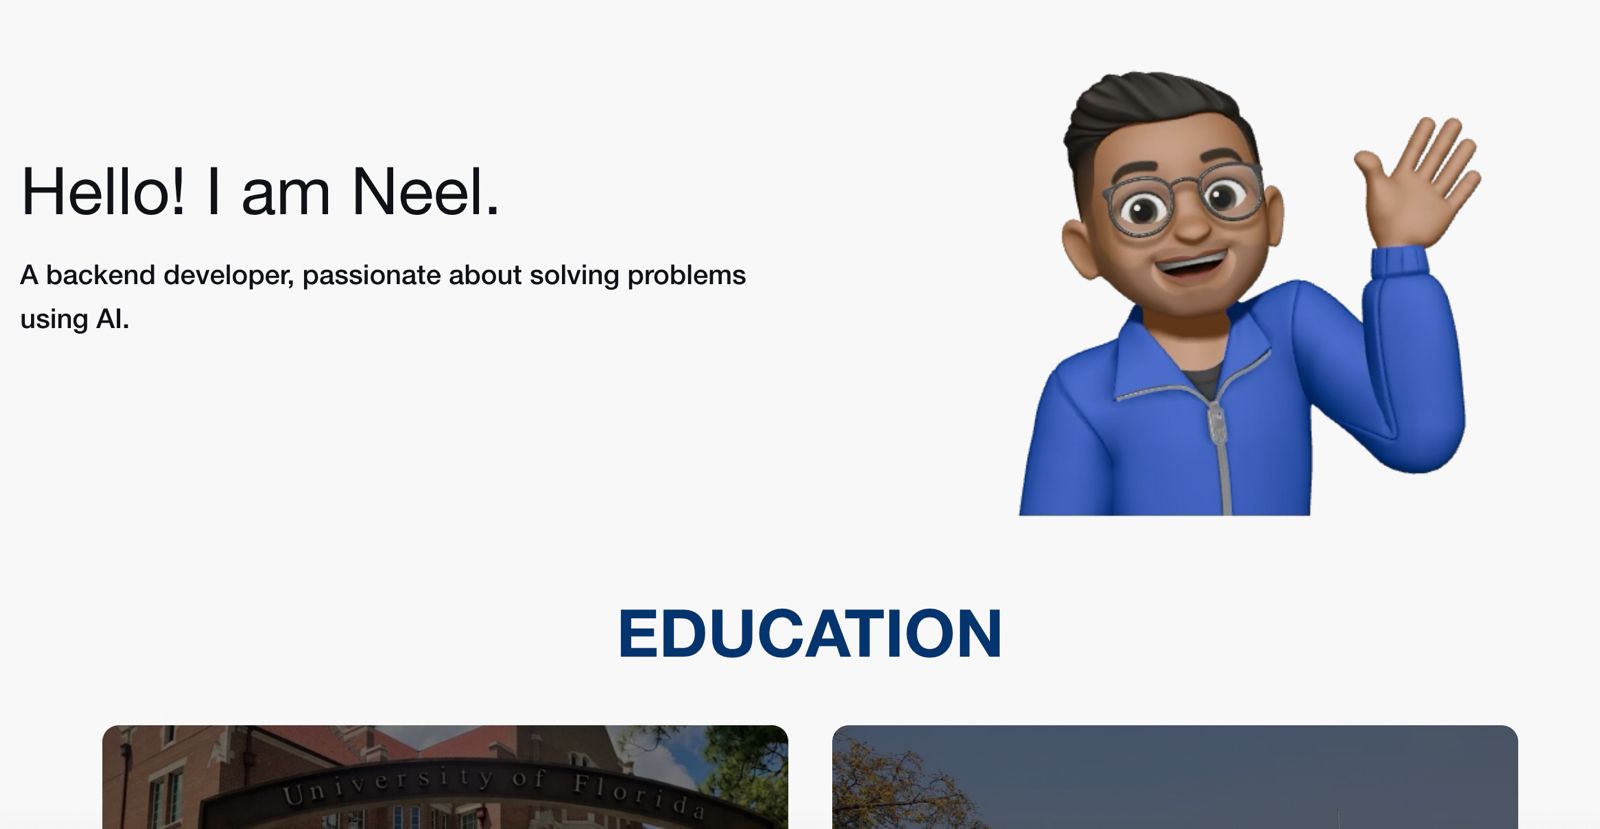 Hello! I am Neel.
A backend developer, passionate about solving problems
using AI.
EDUCATION
University of Florida